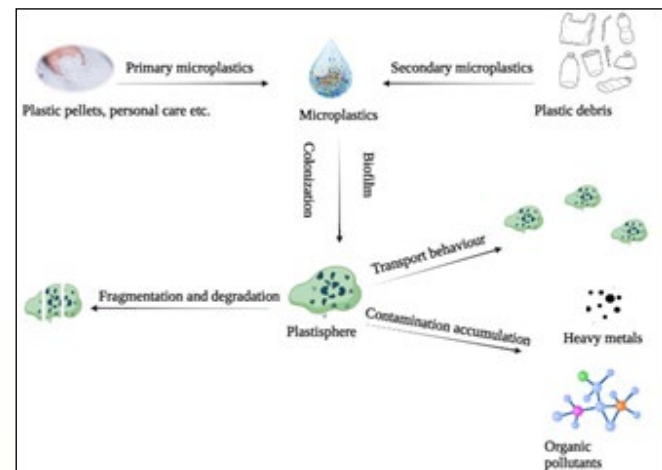 Primary microplastics
Secondary microplastics
Plastic pellets, personal care etc.
Microplastics
Plastic debris
Colonization
Biofilm
Transport behaviour
Fragmentation and degradation
Plastisphere
Contamination accumulation
Heavy metals
Organic
pollutants